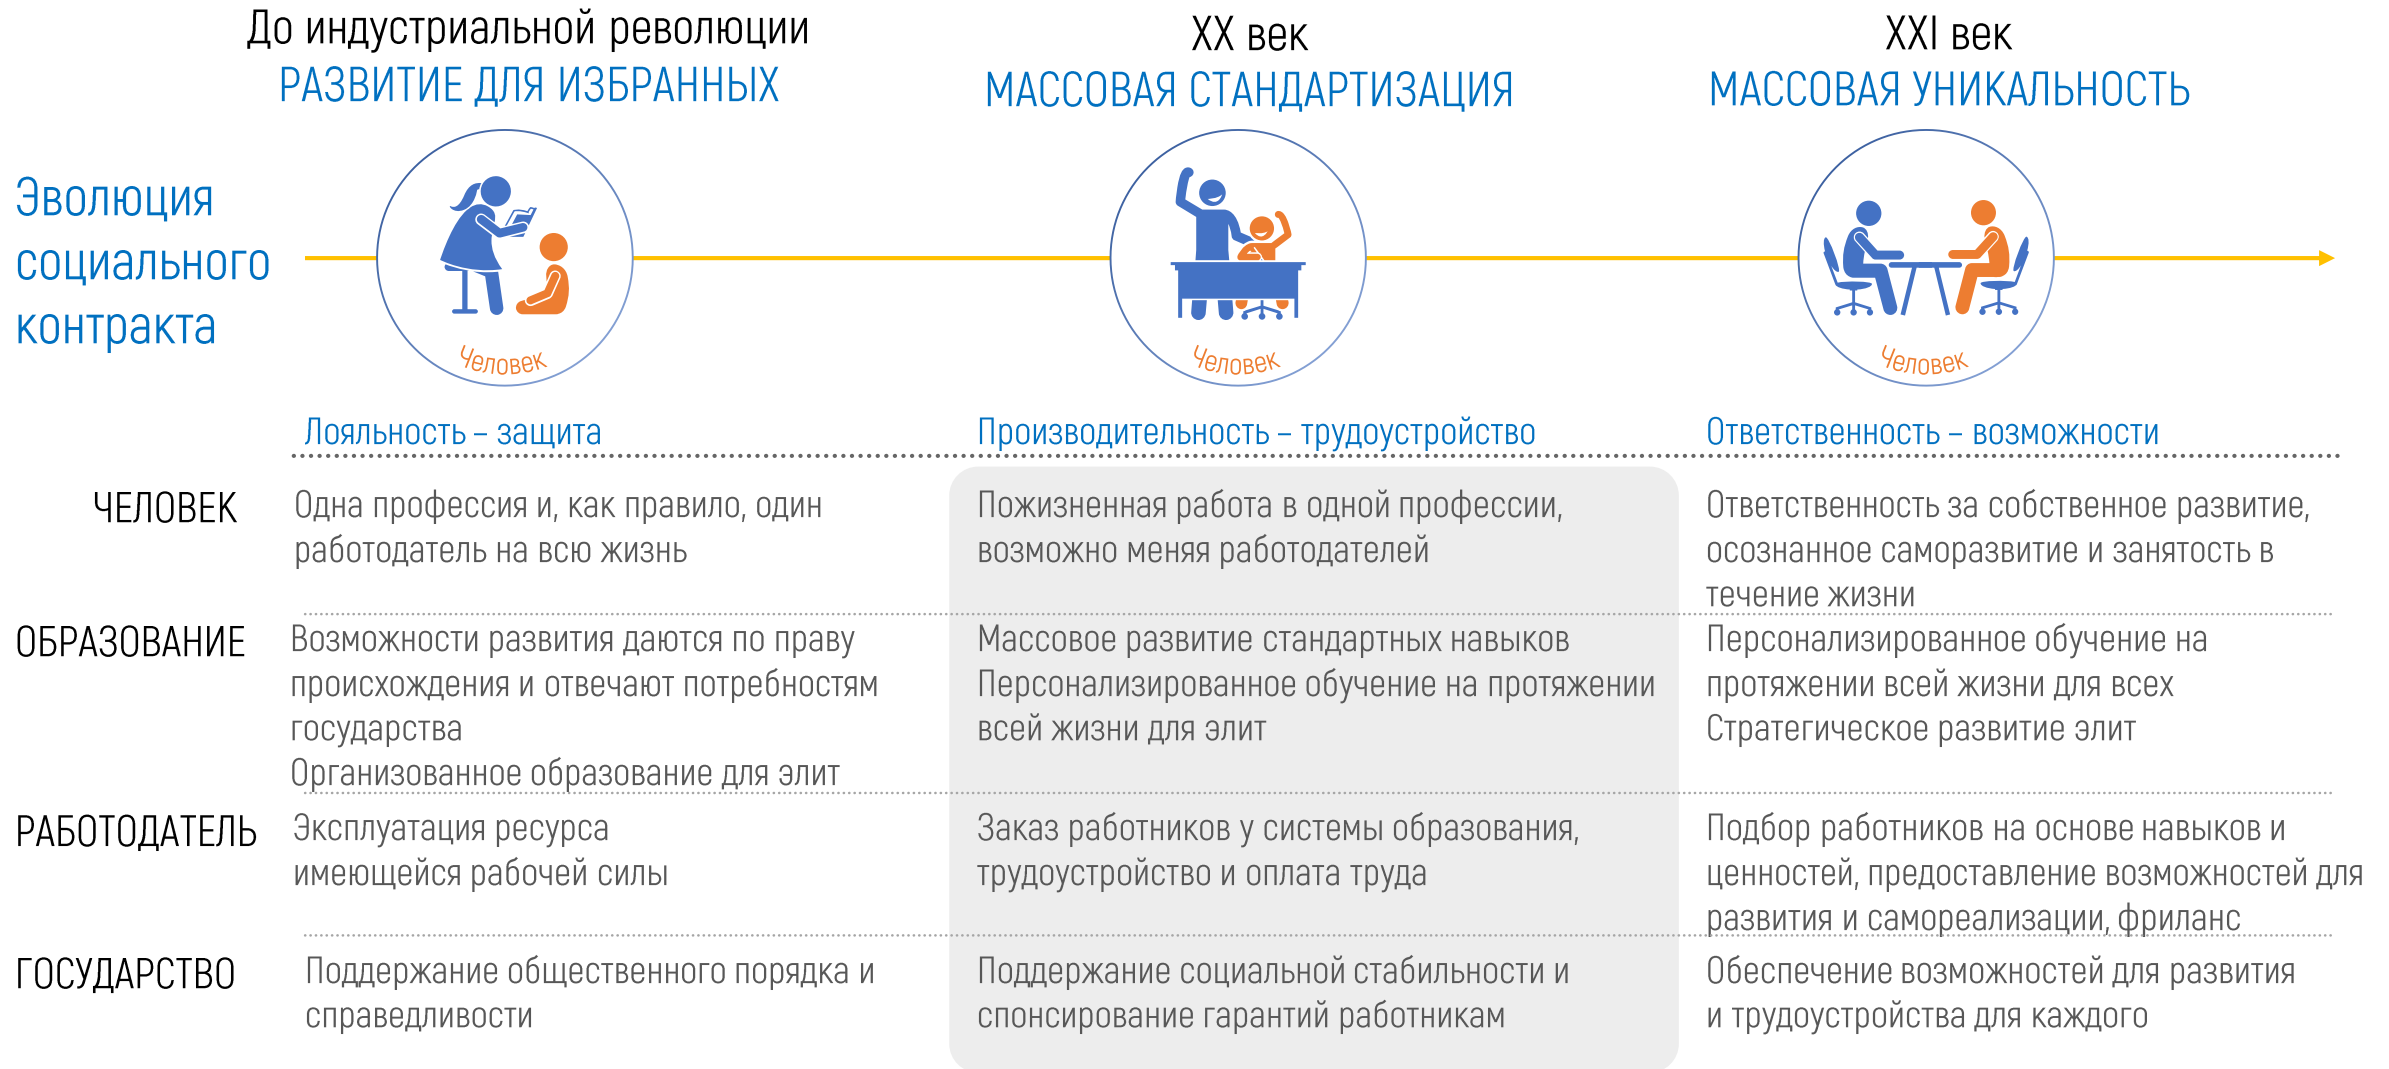 До индустриальной революции
РАЗВИТИЕ ДЛЯ ИЗБРАННЫХ
XX век
МАССОВАЯ СТАНДАРТИЗАЦИЯ
XXI век
МАССОВАЯ УНИКАЛЬНОСТЬ
Эволюция
социального
контракта
Человек
Человек
Человек
Лояльность – защита
Производительность – трудоустройство
Ответственность – возможности
ЧЕЛОВЕК
Одна профессия и, как правило, один
работодатель на всю жизнь
Пожизненная работа в одной профессии,
возможно меняя работодателей
Ответственность за собственное развитие,
осознанное саморазвитие и занятость в
течение жизни
ОБРАЗОВАНИЕ
Возможности развития даются по праву
происхождения и отвечают потребностям
государства
Организованное образование для элит
Массовое развитие стандартных навыков
Персонализированное обучение на протяжении
всей жизни для элит
Персонализированное обучение на
протяжении всей жизни для всех
Стратегическое развитие элит
РАБОТОДАТЕЛЬ
Эксплуатация ресурса
имеющейся рабочей силы
Заказ работников у системы образования,
трудоустройство и оплата труда
Подбор работников на основе навыков и
ценностей, предоставление возможностей для
развития и самореализации, фриланс
ГОСУДАРСТВО
Поддержание общественного порядка и
справедливости
Поддержание социальной стабильности и
спонсирование гарантий работникам
Обеспечение возможностей для развития
и трудоустройства для каждого